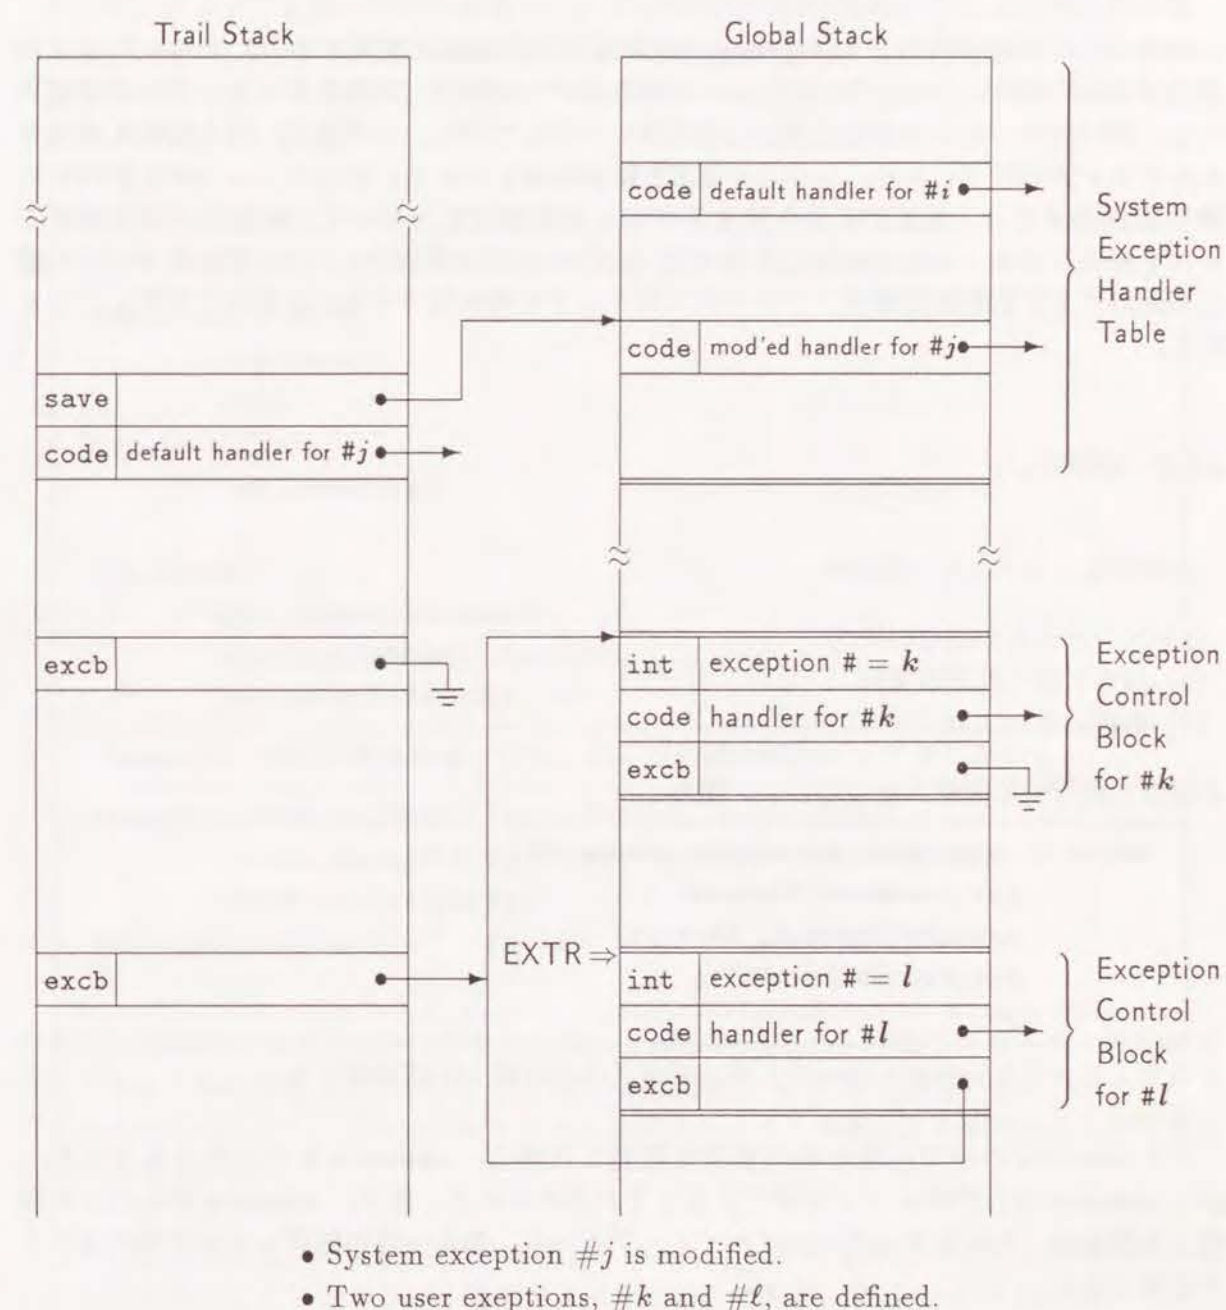 Trail Stack
Global Stack
code default handler for #i
System
Exception
Handler
Table
code mod'ed handler for #j
save
code default handler for #j
excb
int exception # = k
code handler for #k
excb
Exception
Control
Block
for #k
excb
EXTR ⇒
int exception # = l
code handler for #l
excb
Exception
Control
Block
for #l
• System exception #j is modified.
• Two user exeptions, #k and #ℓ, are defined.